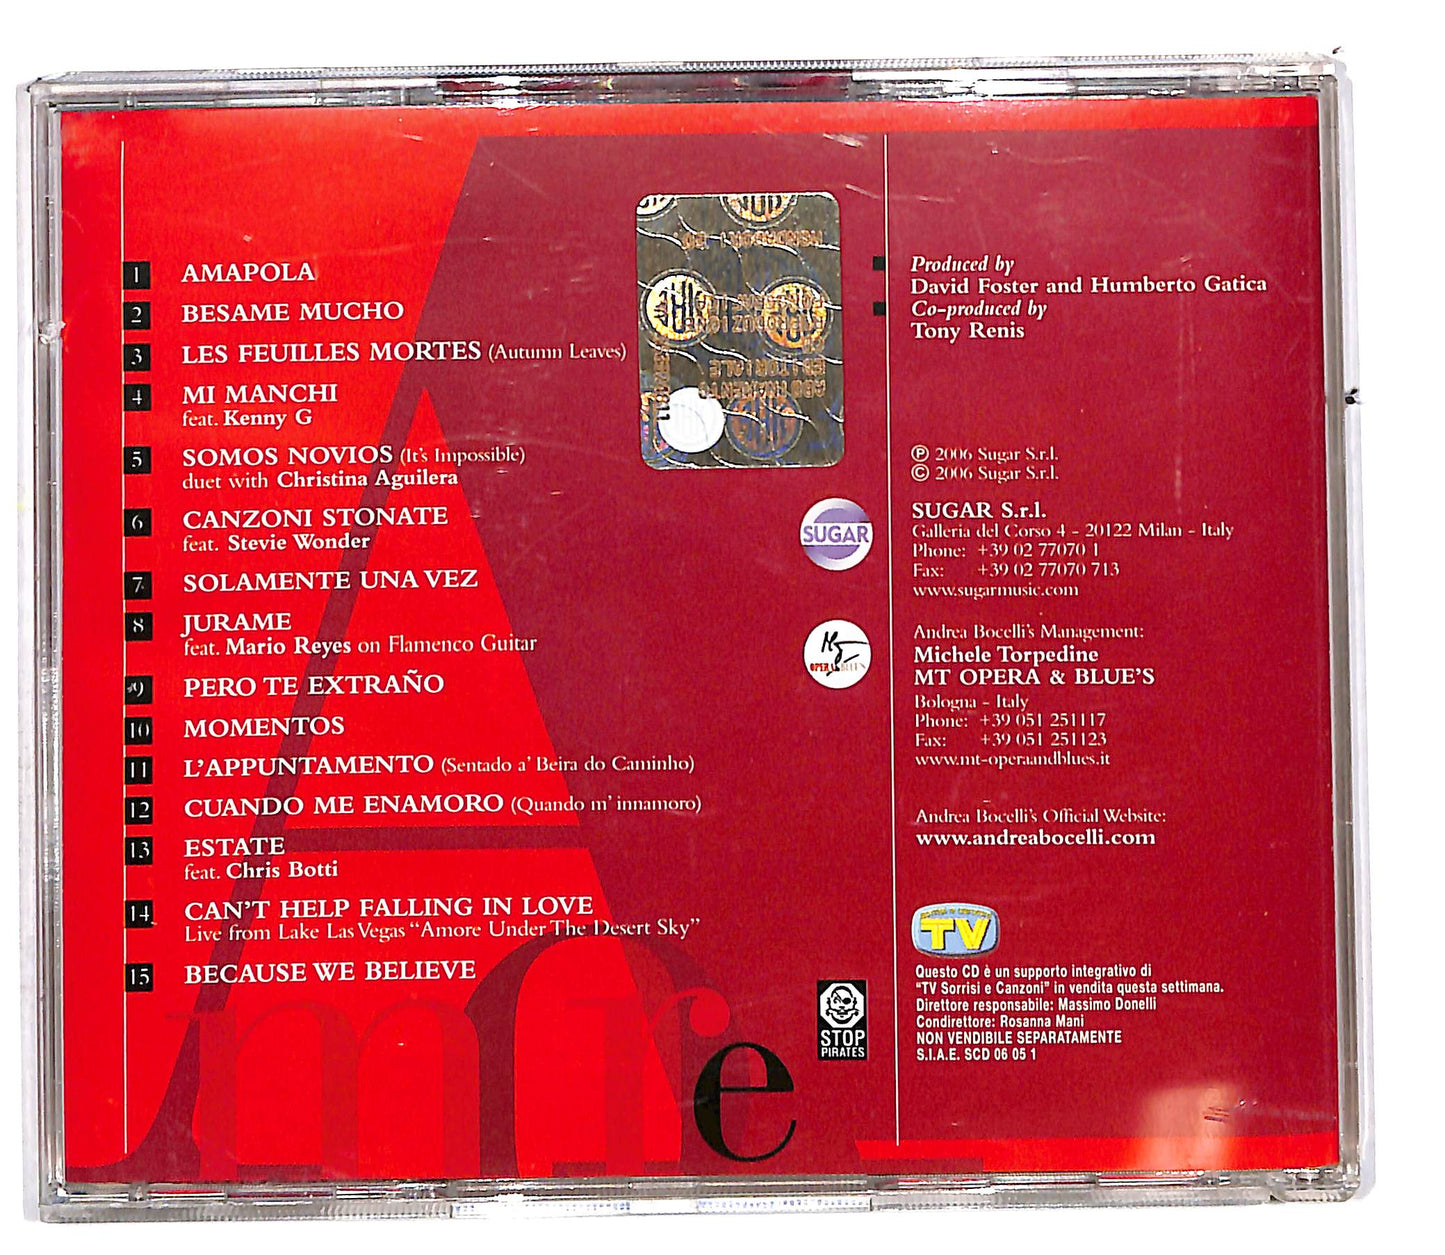 1 AMAPOLA
2 BESAME MUCHO
3 LES FEUILLES MORTES (Autumn Leaves)
4 MI MANCHI
feat. Kenny G
5 SOMOS NOVIOS (It's Impossible)
duet with Christina Aguilera
6 CANZONI STONATE
feat. Stevie Wonder
7 SOLAMENTE UNA VEZ
8 JURAME
feat. Mario Reyes on Flamenco Guitar
9 PERO TE EXTRAÑO
10 MOMENTOS
11 L'APPUNTAMENTO (Sentado a' Beira do Caminho)
12 CUANDO ME ENAMORO (Quando m' innamoro)
13 ESTATE
feat. Chris Botti
14 CAN'T HELP FALLING IN LOVE
Live from Lake Las Vegas "Amore Under The Desert Sky"
15 BECAUSE WE BELIEVE
Produced by
David Foster and Humberto Gatica
Co-produced by
Tony Renis
℗ 2006 Sugar S.r.l.
© 2006 Sugar S.r.l.
SUGAR
SUGAR S.r.l.
Galleria del Corso 4 - 20122 Milan - Italy
Phone: +39 02 77070 1
Fax: +39 02 77070 713
www.sugarmusic.com
OPERA & BLUE'S
Andrea Bocelli's Management:
Michele Torpedine
MT OPERA & BLUE'S
Bologna - Italy
Phone: +39 051 251117
Fax: +39 051 251123
www.mt-operaandblues.it
Andrea Bocelli's Official Website:
www.andreabocelli.com
TV
Questo CD è un supporto integrativo di
"TV Sorrisi e Canzoni" in vendita questa settimana.
Direttore responsabile: Massimo Donelli
Condirettore: Rosanna Mani
NON VENDIBILE SEPARATAMENTE
S.I.A.E. SCD 06 05 1
STOP
PIRATES
Amore